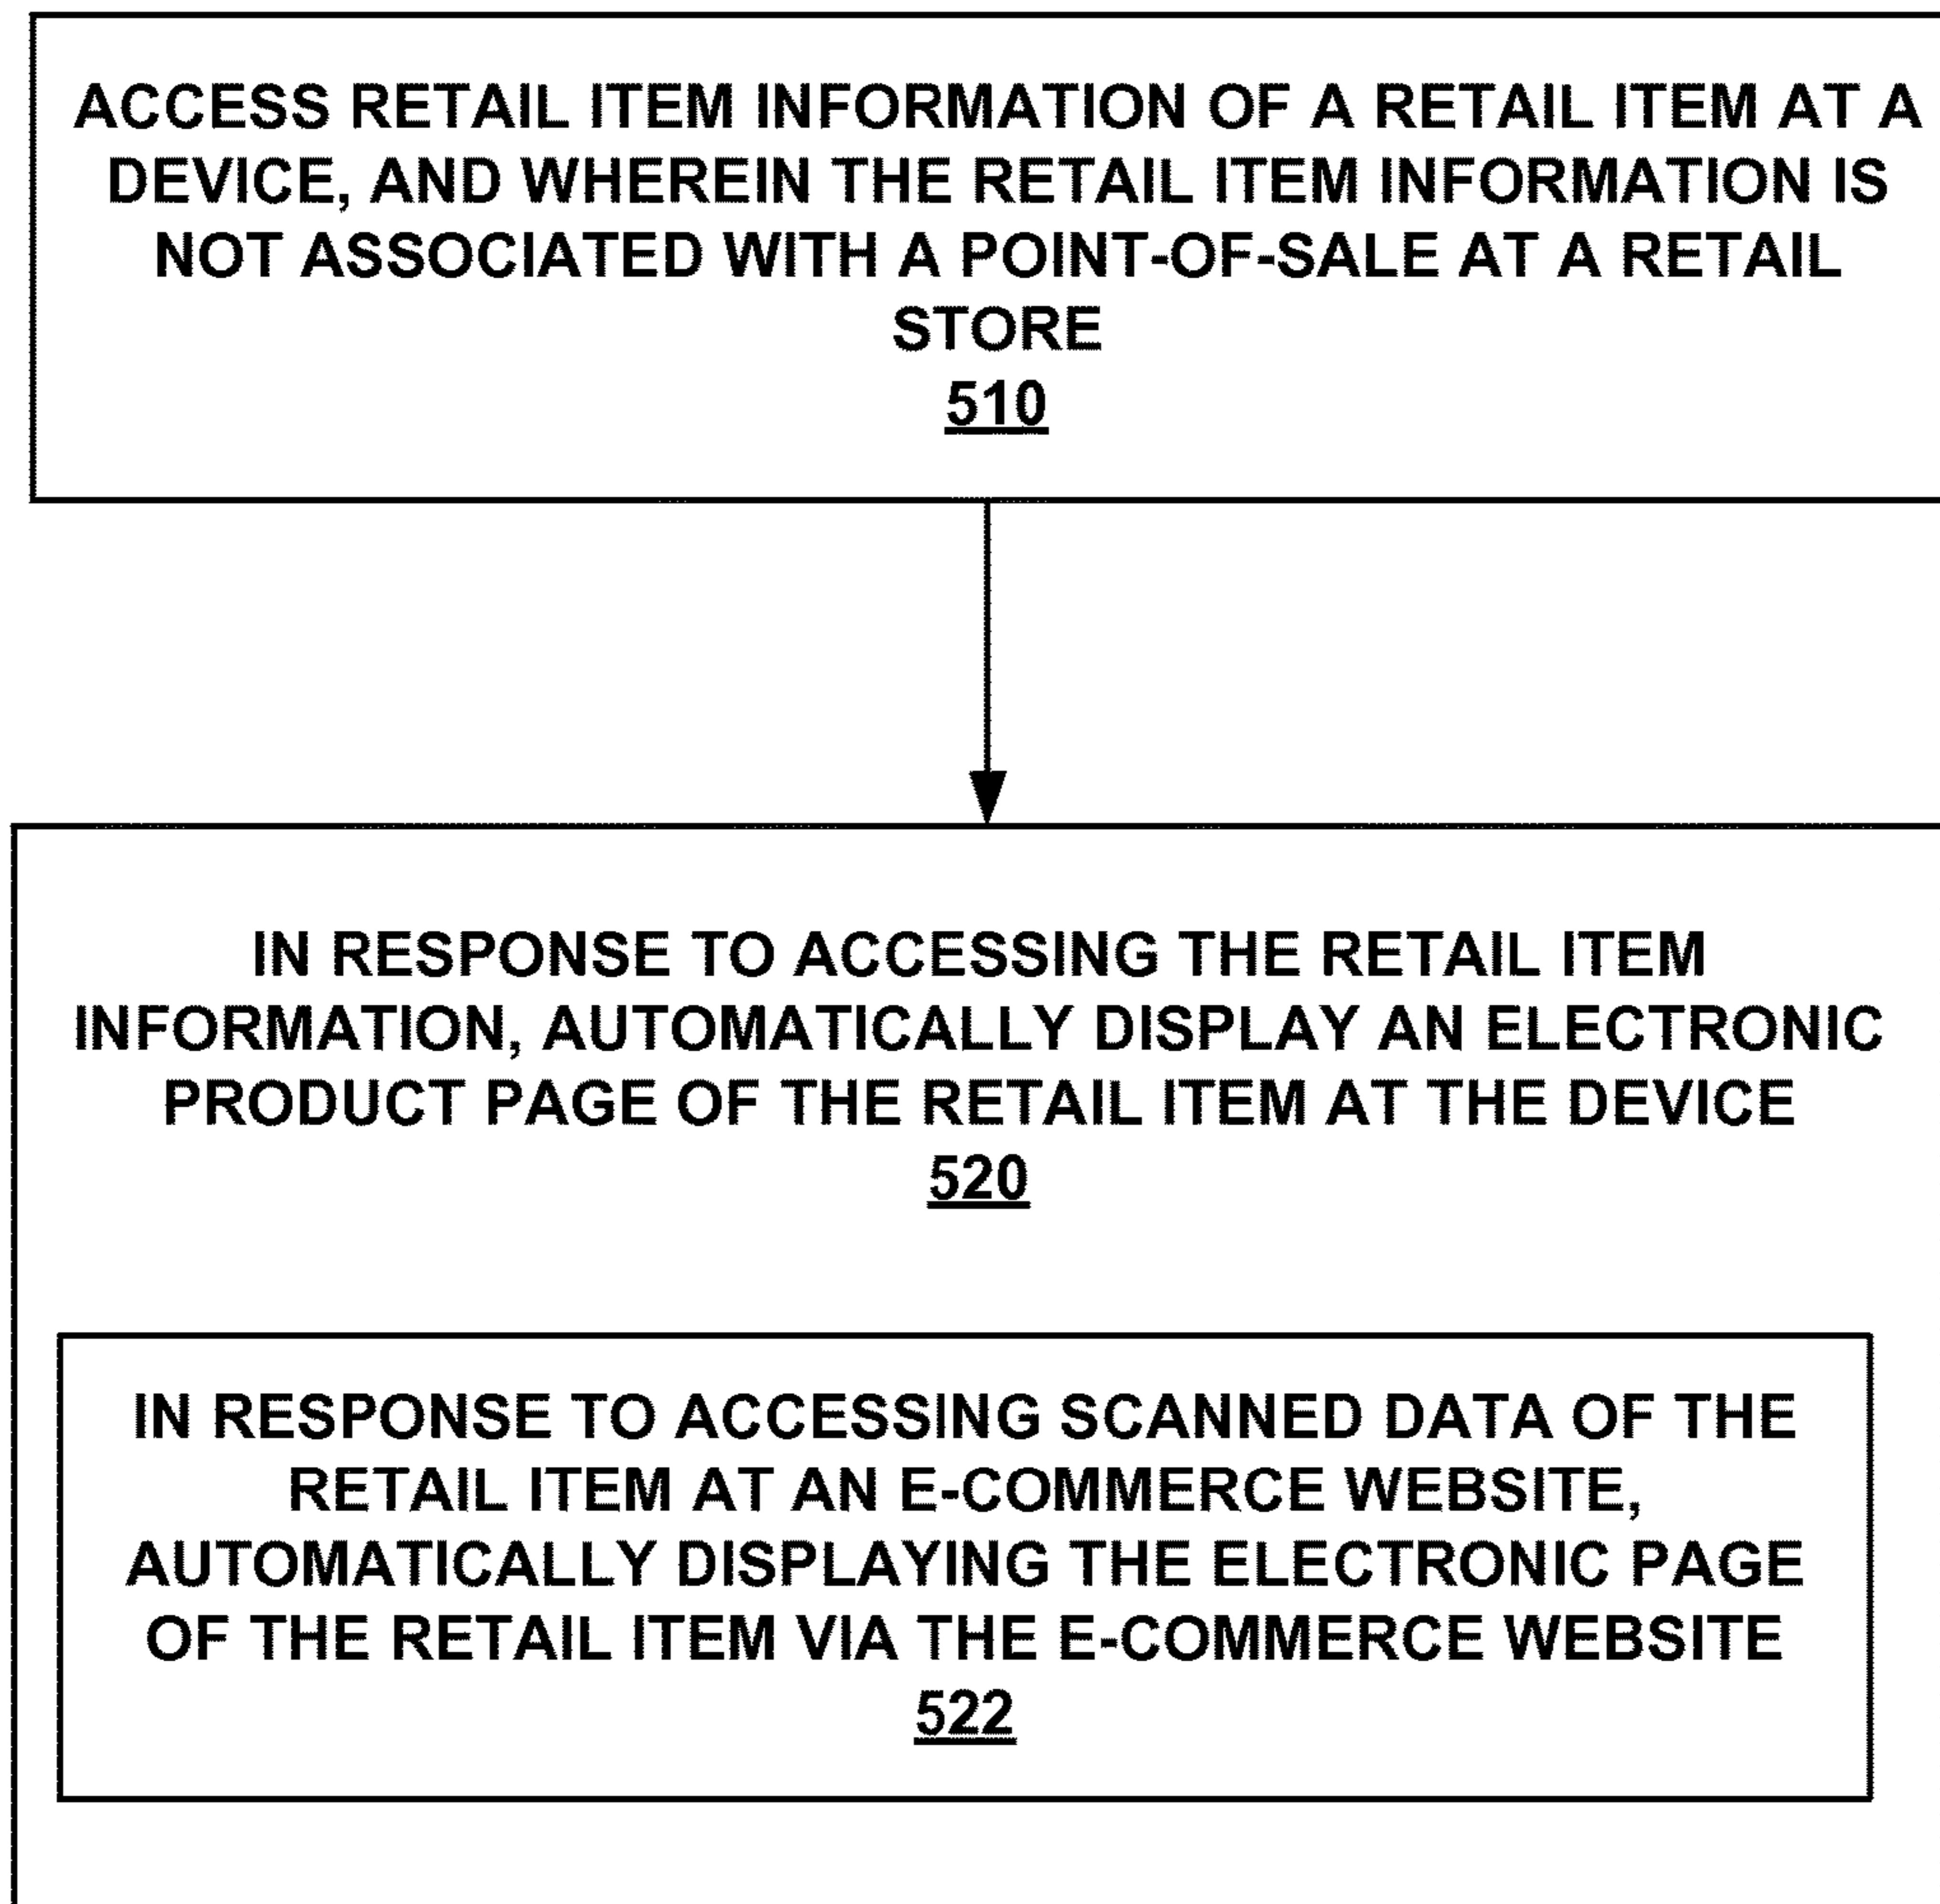 ACCESS RETAIL ITEM INFORMATION OF A RETAIL ITEM AT A
DEVICE, AND WHEREIN THE RETAIL ITEM INFORMATION IS
NOT ASSOCIATED WITH A POINT-OF-SALE AT A RETAIL
STORE
510
IN RESPONSE TO ACCESSING THE RETAIL ITEM
INFORMATION, AUTOMATICALLY DISPLAY AN ELECTRONIC
PRODUCT PAGE OF THE RETAIL ITEM AT THE DEVICE
520
IN RESPONSE TO ACCESSING SCANNED DATA OF THE
RETAIL ITEM AT AN E-COMMERCE WEBSITE,
AUTOMATICALLY DISPLAYING THE ELECTRONIC PAGE
OF THE RETAIL ITEM VIA THE E-COMMERCE WEBSITE
522